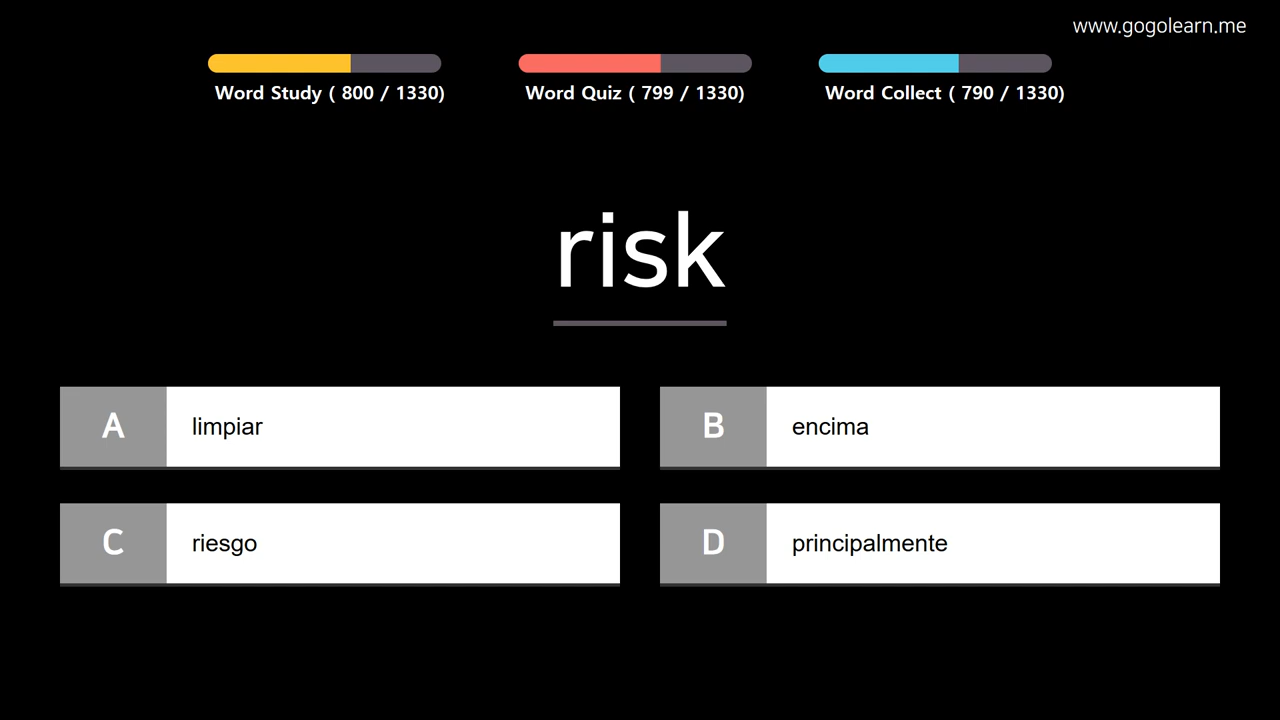 www.gogolearn.me
Word Study ( 800 / 1330)
Word Quiz ( 799 / 1330)
Word Collect ( 790 / 1330)
risk
A limpiar
B encima
C riesgo
D principalmente